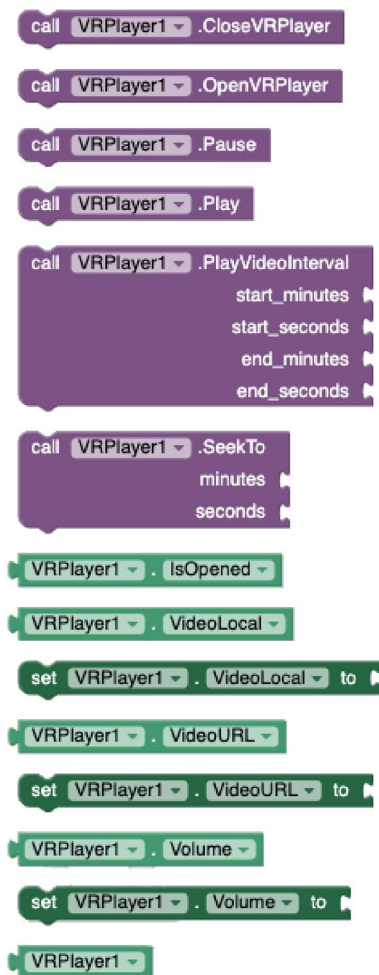 call VRPlayer1 .CloseVRPlayer
call VRPlayer1 .OpenVRPlayer
call VRPlayer1 .Pause
call VRPlayer1 .Play
call VRPlayer1 .PlayVideoInterval
start_minutes
start_seconds
end_minutes
end_seconds
call VRPlayer1 .SeekTo
minutes
seconds
VRPlayer1 . IsOpened
VRPlayer1 . VideoLocal
set VRPlayer1 . VideoLocal to
VRPlayer1 . VideoURL
set VRPlayer1 . VideoURL to
VRPlayer1 . Volume
set VRPlayer1 . Volume to
VRPlayer1